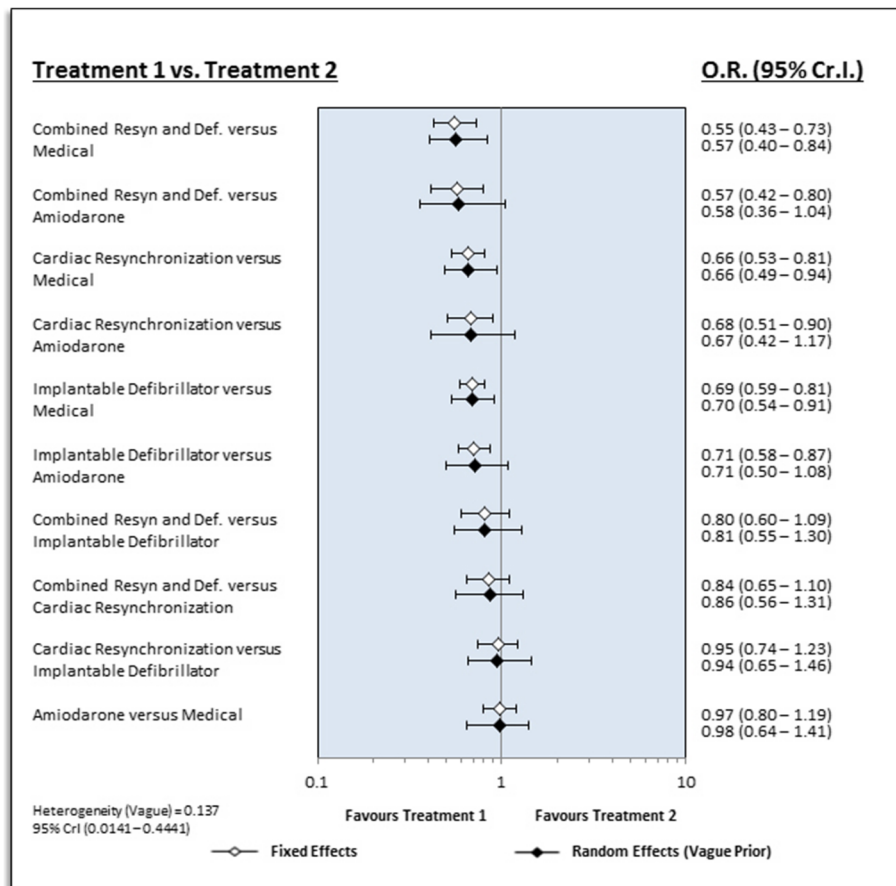 Treatment 1 vs. Treatment 2
O.R. (95% Cr.I.)
Combined Resyn and Def. versus
Medical
0.55 (0.43 – 0.73)
0.57 (0.40 – 0.84)
Combined Resyn and Def. versus
Amiodarone
0.57 (0.42 – 0.80)
0.58 (0.36 – 1.04)
Cardiac Resynchronization versus
Medical
0.66 (0.53 – 0.81)
0.66 (0.49 – 0.94)
Cardiac Resynchronization versus
Amiodarone
0.68 (0.51 – 0.90)
0.67 (0.42 – 1.17)
Implantable Defibrillator versus
Medical
0.69 (0.59 – 0.81)
0.70 (0.54 – 0.91)
Implantable Defibrillator versus
Amiodarone
0.71 (0.58 – 0.87)
0.71 (0.50 – 1.08)
Combined Resyn and Def. versus
Implantable Defibrillator
0.80 (0.60 – 1.09)
0.81 (0.55 – 1.30)
Combined Resyn and Def. versus
Cardiac Resynchronization
0.84 (0.65 – 1.10)
0.86 (0.56 – 1.31)
Cardiac Resynchronization versus
Implantable Defibrillator
0.95 (0.74 – 1.23)
0.94 (0.65 – 1.46)
Amiodarone versus Medical
0.97 (0.80 – 1.19)
0.98 (0.64 – 1.41)
0.1 1 10
Heterogeneity (Vague) = 0.137
95% CrI (0.0141 – 0.4441)
Favours Treatment 1 Favours Treatment 2
Fixed Effects Random Effects (Vague Prior)